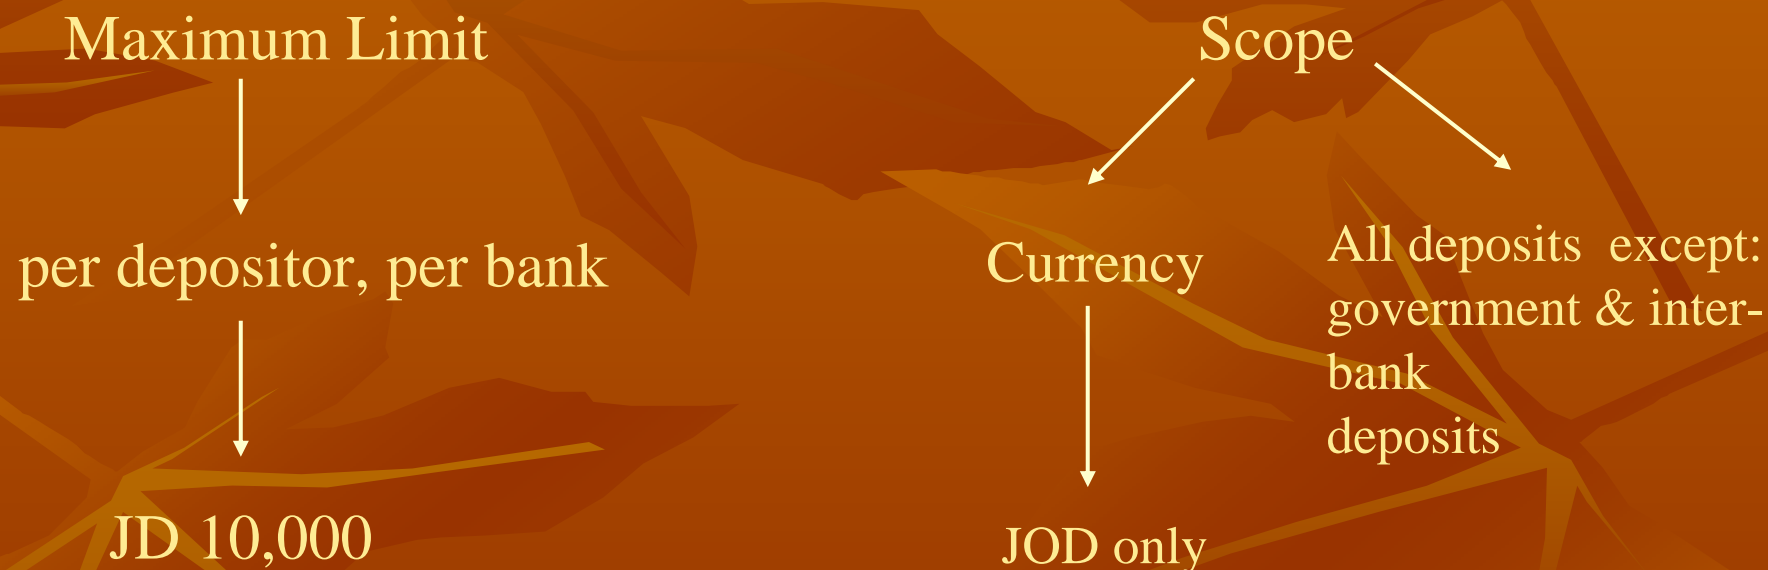 Maximum Limit
per depositor, per bank
JD 10,000
Scope
Currency
JOD only
All deposits except:
government & inter-
bank
deposits